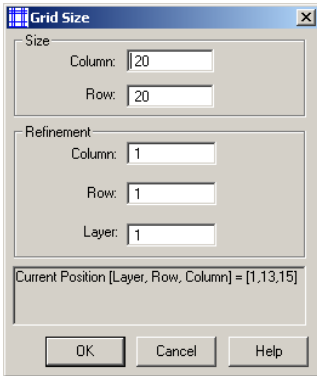 Grid Size
Size
Column: 20
Row: 20
Refinement
Column: 1
Row: 1
Layer: 1
Current Position [Layer, Row, Column] = [1,13,15]
OK Cancel Help